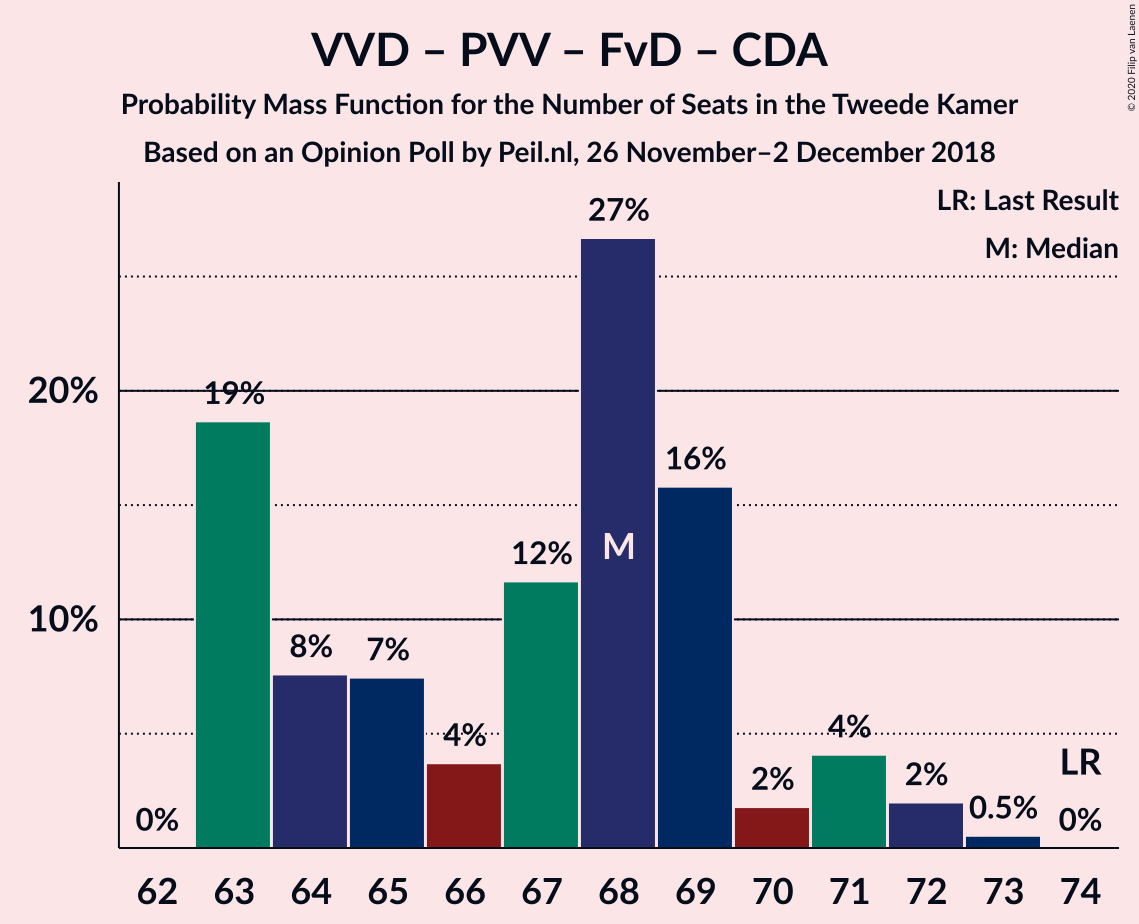 VVD – PVV – FvD – CDA
Probability Mass Function for the Number of Seats in the Tweede Kamer
Based on an Opinion Poll by Peil.nl, 26 November–2 December 2018
© 2020 Filip van Laenen
LR: Last Result
M: Median
27%
20%
19%
16%
12%
M
10%
8%
7%
4%
4%
LR
2%
2%
0.5%
0%
0%
62 63 64 65 66 67 68 69 70 71 72 73 74